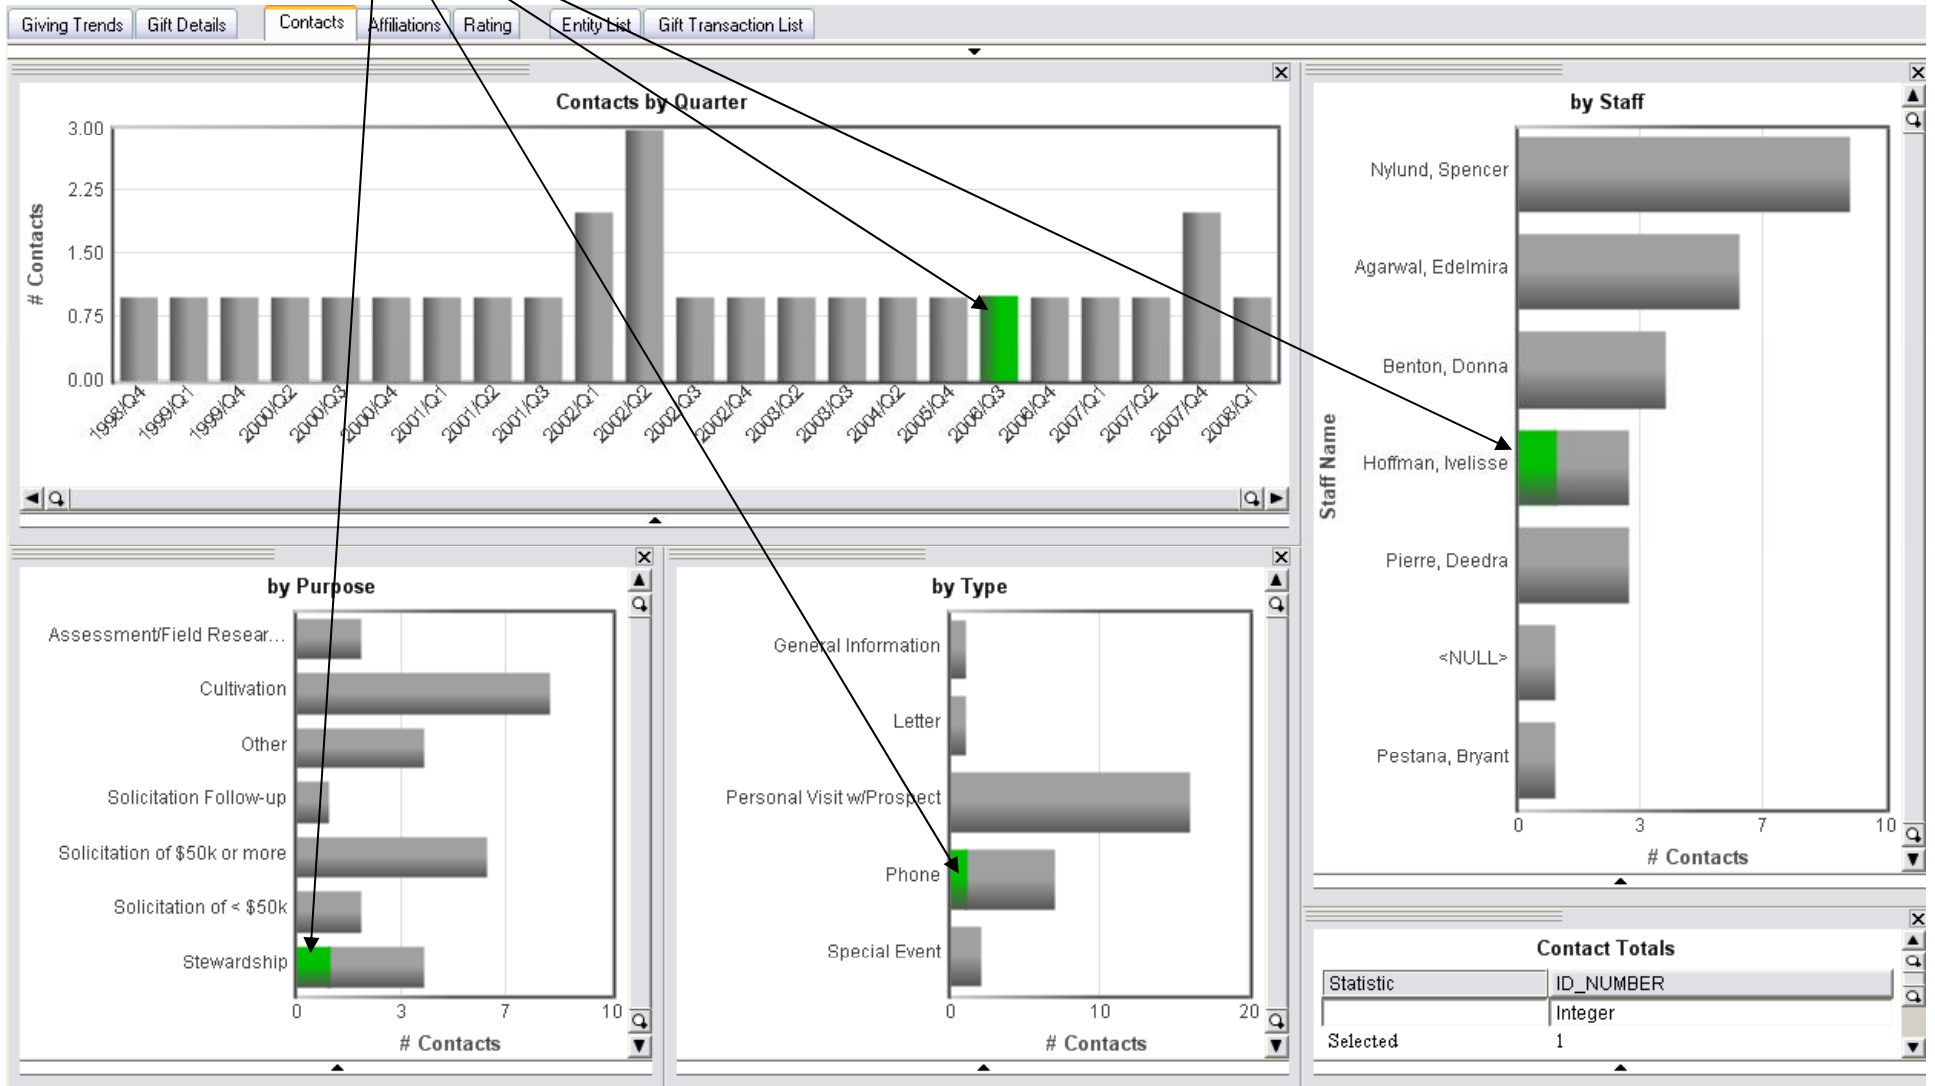 Giving Trends Gift Details Contacts Affiliations Rating Entity List Gift Transaction List
Contacts by Quarter
# Contacts
3.00
2.25
1.50
0.75
0.00
1998/Q4 1999/Q1 1999/Q4 2000/Q2 2000/Q3 2000/Q4 2001/Q1 2001/Q2 2001/Q3 2002/Q1 2002/Q2 2002/Q3 2002/Q4 2003/Q2 2003/Q3 2004/Q2 2005/Q4 2006/Q3 2006/Q4 2007/Q1 2007/Q2 2007/Q4 2008/Q1
by Staff
Staff Name
Nylund, Spencer
Agarwal, Edelmira
Benton, Donna
Hoffman, Ivelisse
Pierre, Deedra
<NULL>
Pestana, Bryant
0 3 7 10
# Contacts
by Purpose
Assessment/Field Resear...
Cultivation
Other
Solicitation Follow-up
Solicitation of $50k or more
Solicitation of < $50k
Stewardship
0 3 7 10
# Contacts
by Type
General Information
Letter
Personal Visit w/Prospect
Phone
Special Event
0 10 20
# Contacts
Contact Totals
Statistic ID_NUMBER
Integer
Selected 1